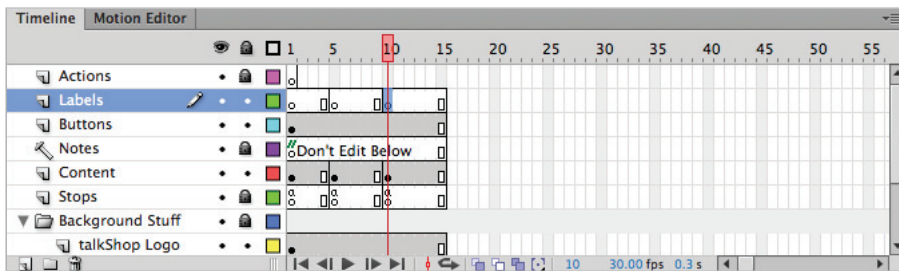 Timeline Motion Editor
1 5 10 15 20 25 30 35 40 45 50 55
Actions
Labels
Buttons
Notes //Don't Edit Below
Content
Stops a a a
Background Stuff
talkShop Logo
10 30.00 fps 0.3 s